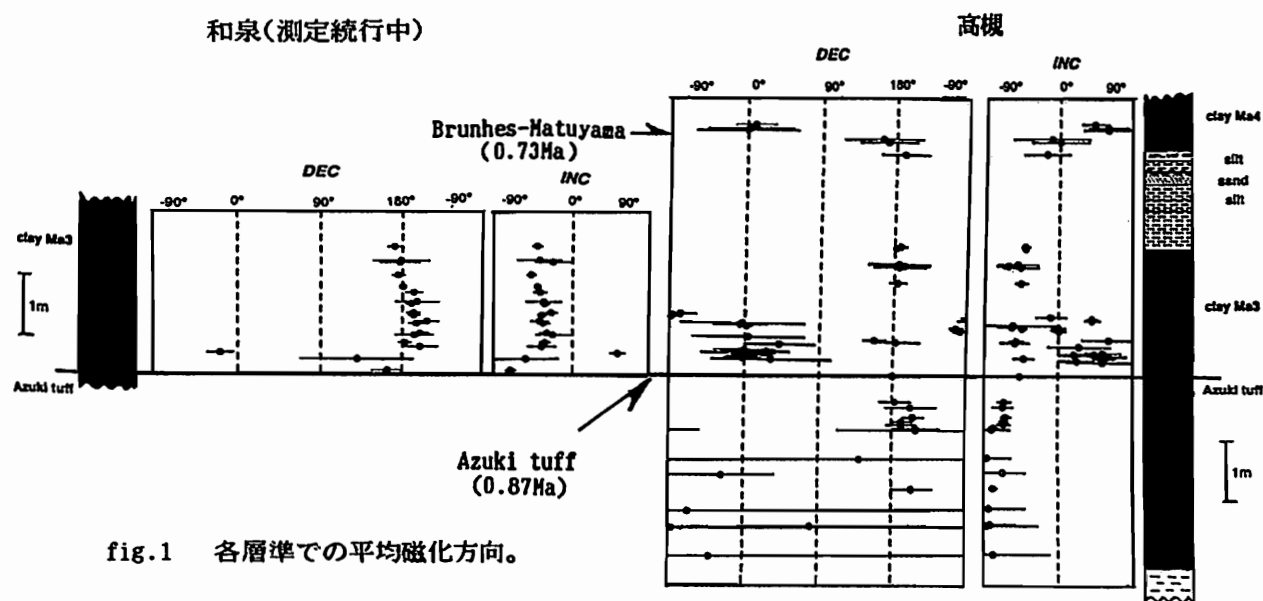 和泉(測定続行中)
高槻
DEC
INC
-90° 0° 90° 180° -90°
-90° 0° 90°
Brunhes-Matuyama
(0.73Ma)
clay Ma4
silt
sand
silt
DEC
INC
-90° 0° 90° 180° -90°
-90° 0° 90°
clay Ma3
1m
clay Ma3
Azuki tuff
Azuki tuff
Azuki tuff
(0.87Ma)
1m
fig.1 各層準での平均磁化方向。